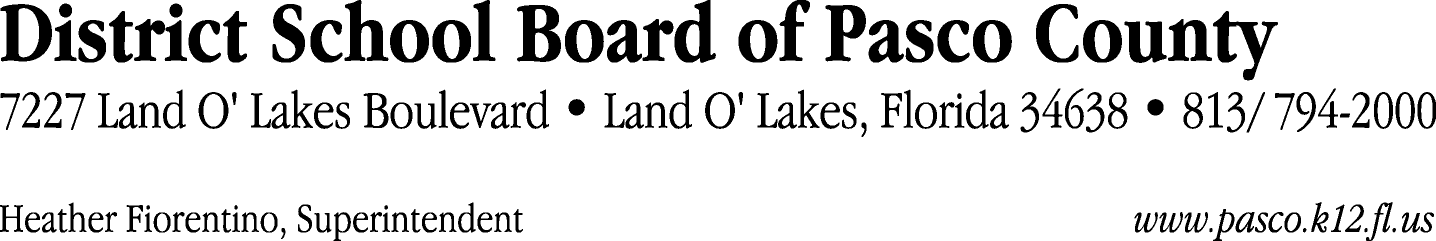 District School Board of Pasco County
7227 Land O' Lakes Boulevard • Land O' Lakes, Florida 34638 • 813/ 794-2000
Heather Fiorentino, Superintendent
www.pasco.k12.fl.us